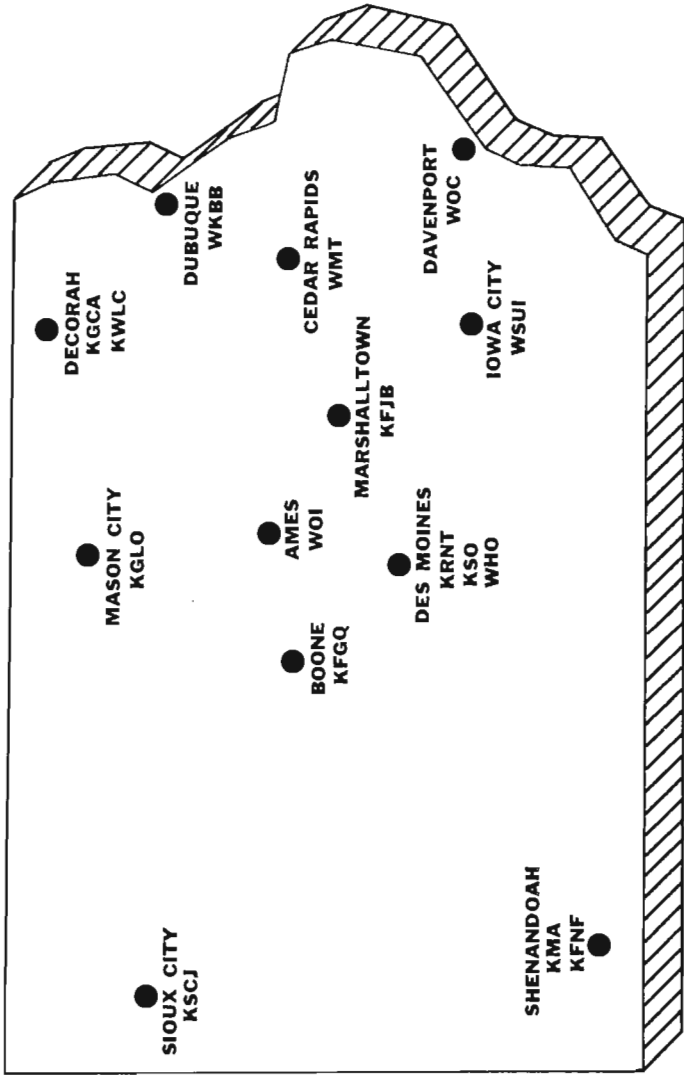 DECORAH
KGCA
KWLC
MASON CITY
KGLO
SIOUX CITY
KSCJ
DUBUQUE
WKBB
CEDAR RAPIDS
WMT
AMES
WOI
BOONE
KFGQ
MARSHALLTOWN
KFJB
DES MOINES
KRNT
KSO
WHO
DAVENPORT
WOC
IOWA CITY
WSUI
SHENANDOAH
KMA
KFNF